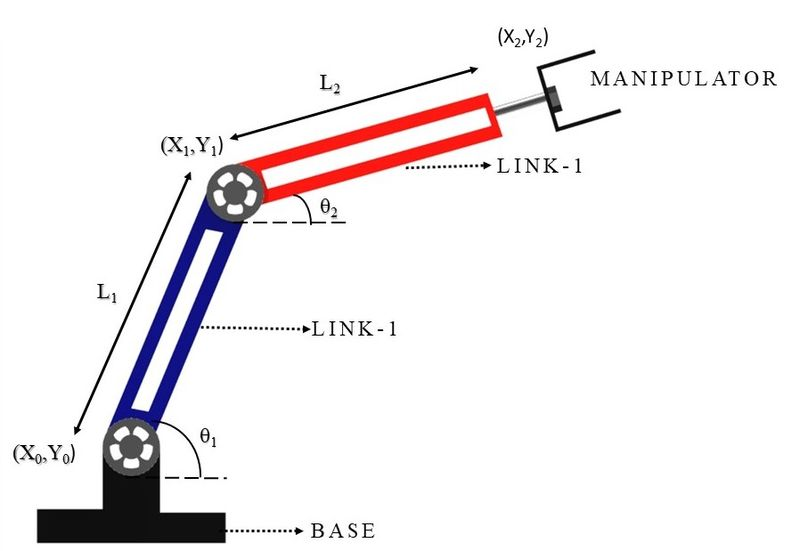 (X₂,Y₂)
L₂
MANIPULATOR
(X₁,Y₁)
LINK-1
θ₂
L₁
LINK-1
θ₁
(X₀,Y₀)
BASE